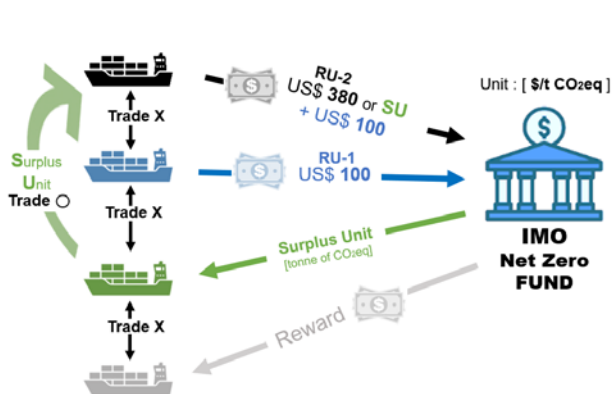 Unit : [ $/t CO2eq ]
RU-2
US$ 380 or SU
+ US$ 100
$
$
Trade X
Surplus
Unit
Trade O
RU-1
US$ 100
$
Trade X
IMO
Net Zero
FUND
Surplus Unit
[tonne of CO2eq]
Trade X
Reward
$